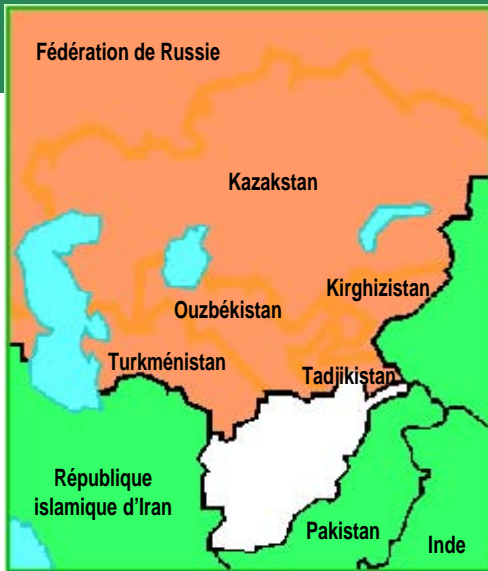 Fédération de Russie
Kazakstan
Kirghizistan
Ouzbékistan
Turkménistan
Tadjikistan
République
islamique d'Iran
Pakistan
Inde